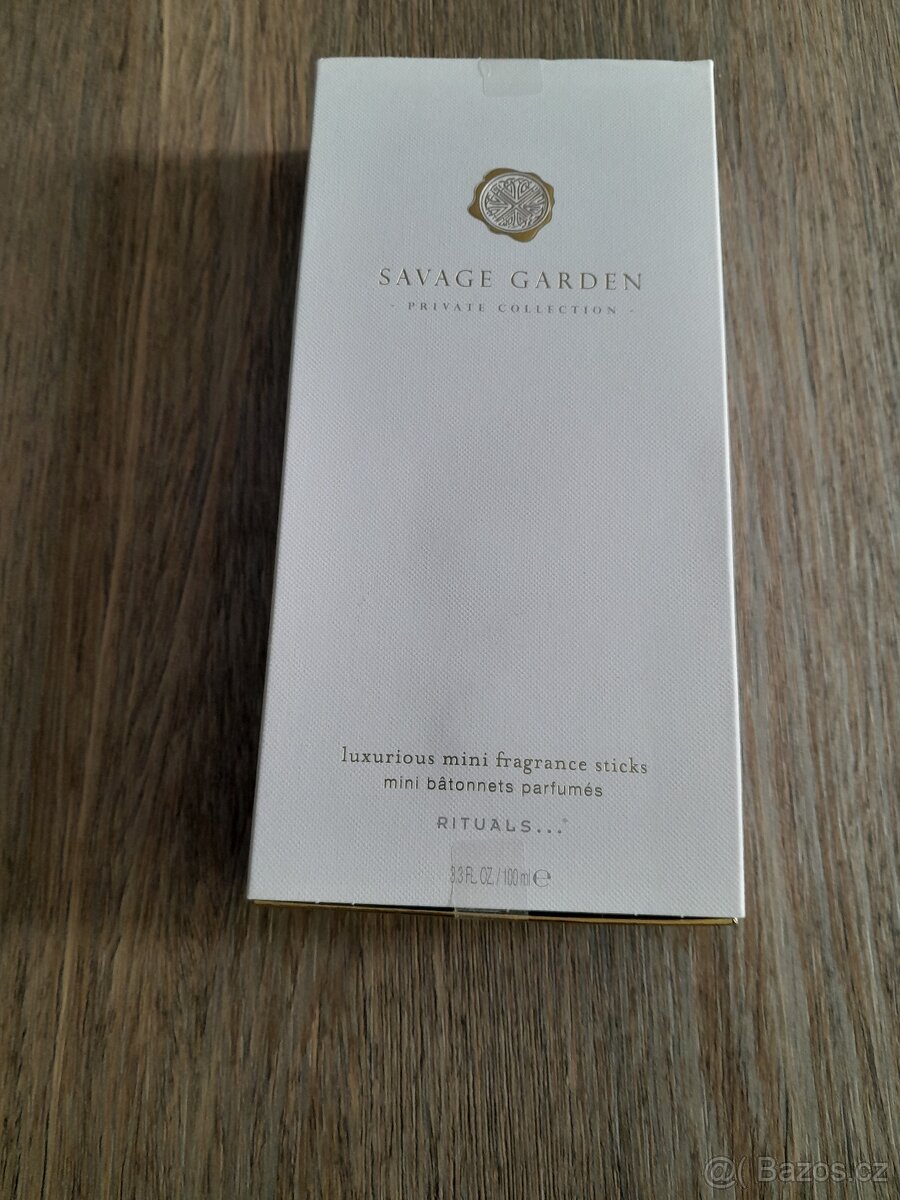 SAVAGE GARDEN
- PRIVATE COLLECTION -
luxurious mini fragrance sticks
mini bâtonnets parfumés
RITUALS...®
3.3 FL. OZ. / 100 ml ℮
@( Bazos.cz